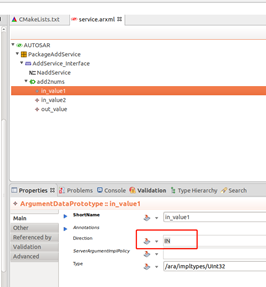 CMakeLists.txt
service.arxml
AUTOSAR
PackageAddService
AddService_Interface
NaddService
add2nums
in_value1
in_value2
out_value
Properties
Problems
Console
Validation
Type Hierarchy
Search
ArgumentDataPrototype :: in_value1
Main
Other
Referenced by
Validation
Advanced
ShortName
in_value1
Annotations
Direction
IN
ServerArgumentImplPolicy
Type
/ara/impltypes/UInt32